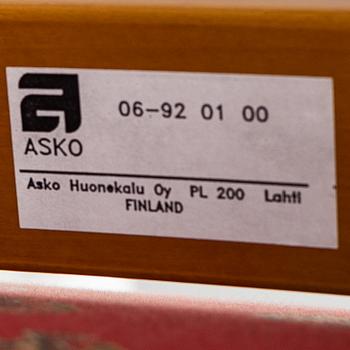 06-92 01 00
ASKO
Asko Huonekalu Oy PL 200 Lahti
FINLAND